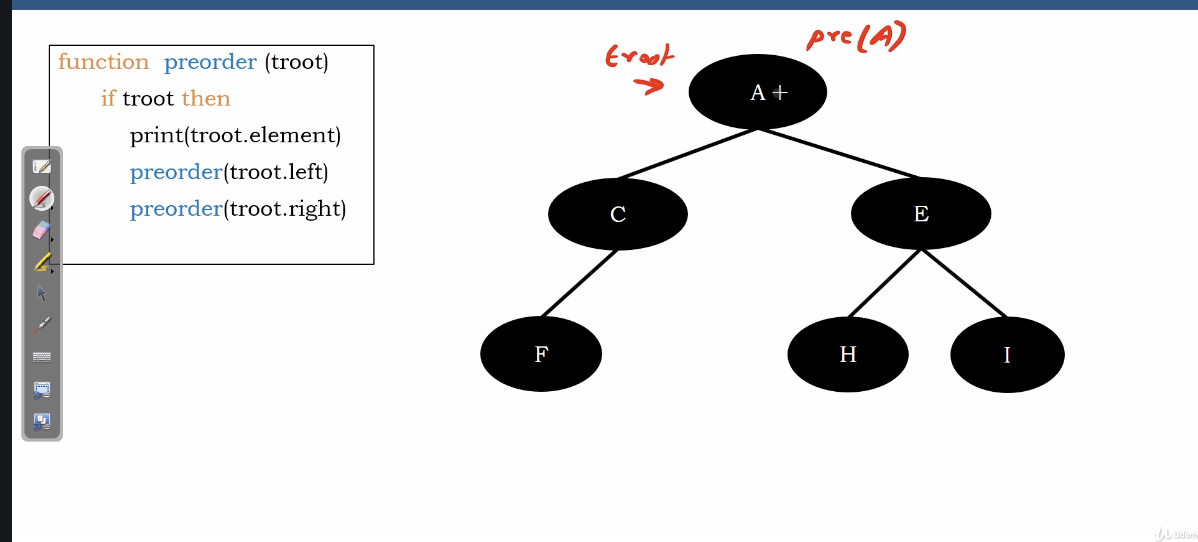 function preorder (troot)
if troot then
print(troot.element)
preorder(troot.left)
preorder(troot.right)
troot
pre(A)
A
C
E
F
H
I